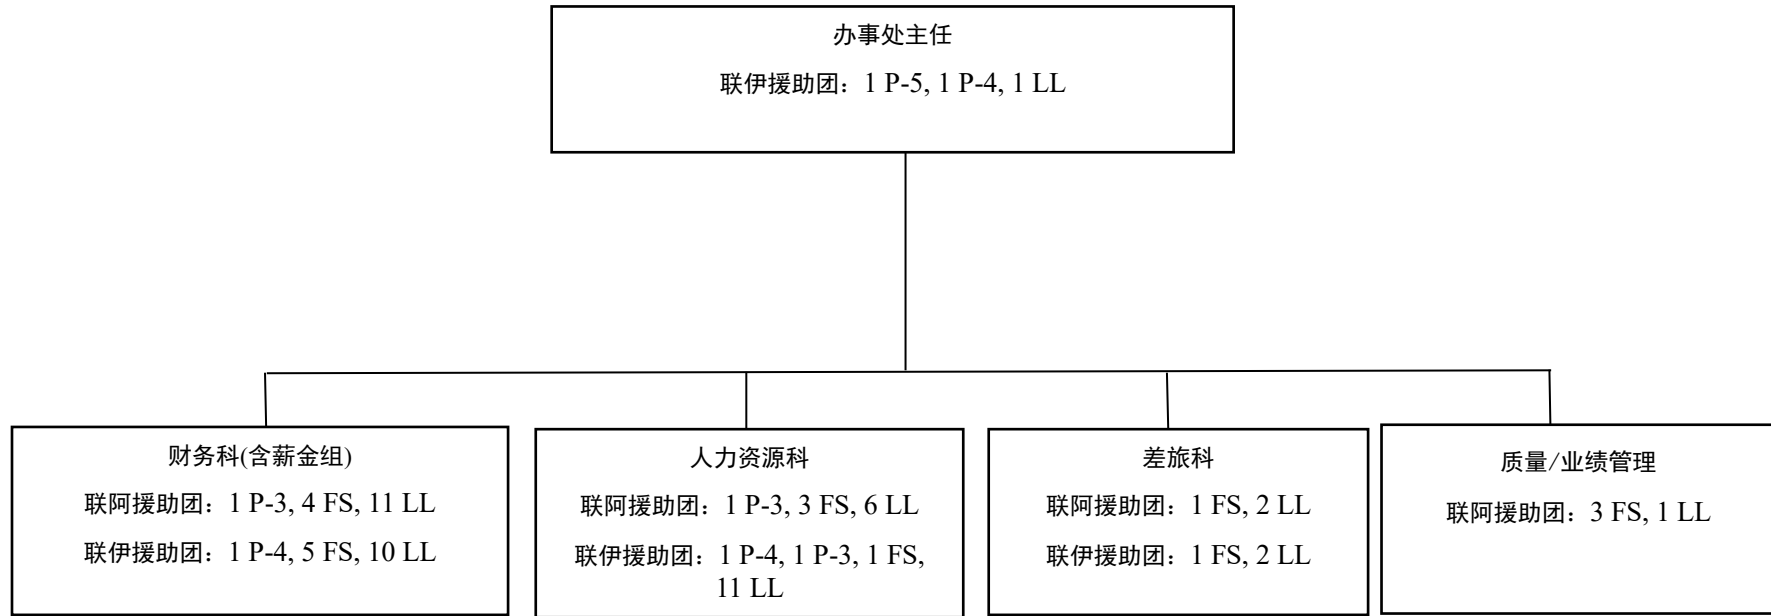 办事处主任
联伊援助团：1 P-5, 1 P-4, 1 LL
财务科(含薪金组)
联阿援助团：1 P-3, 4 FS, 11 LL
联伊援助团：1 P-4, 5 FS, 10 LL
人力资源科
联阿援助团：1 P-3, 3 FS, 6 LL
联伊援助团：1 P-4, 1 P-3, 1 FS,
11 LL
差旅科
联阿援助团：1 FS, 2 LL
联伊援助团：1 FS, 2 LL
质量/业绩管理
联阿援助团：3 FS, 1 LL